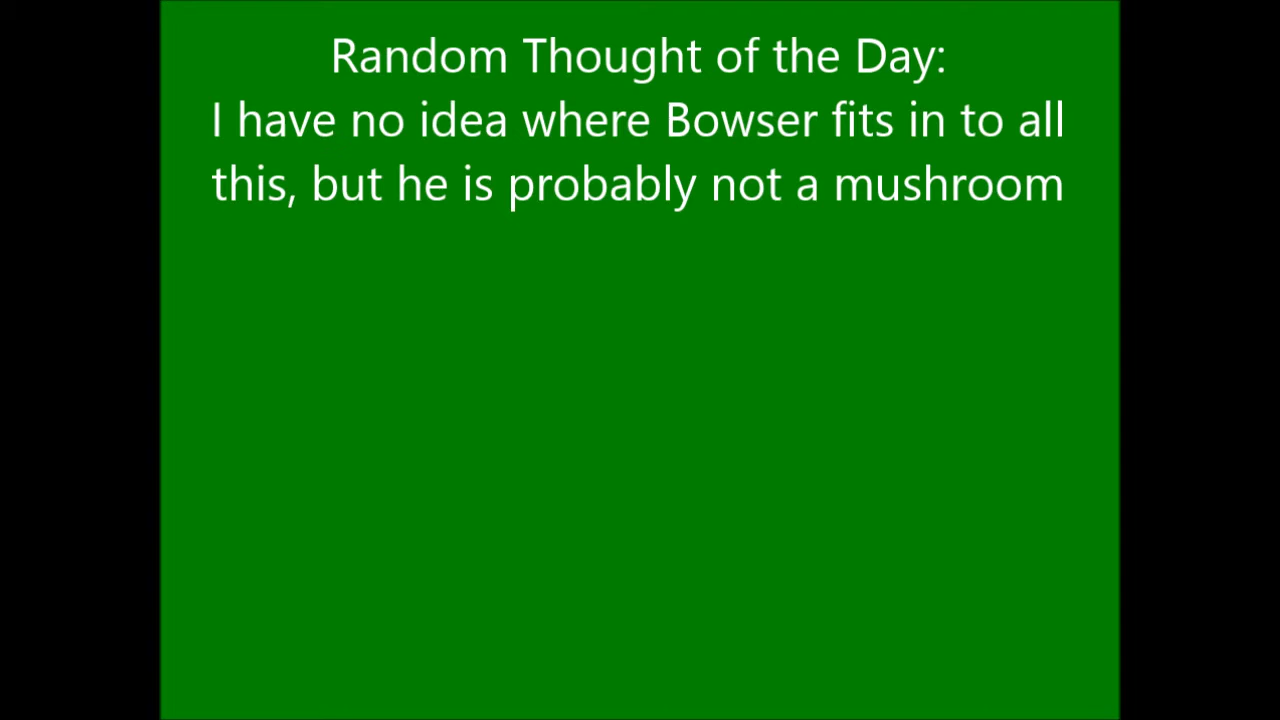 Random Thought of the Day:
I have no idea where Bowser fits in to all
this, but he is probably not a mushroom